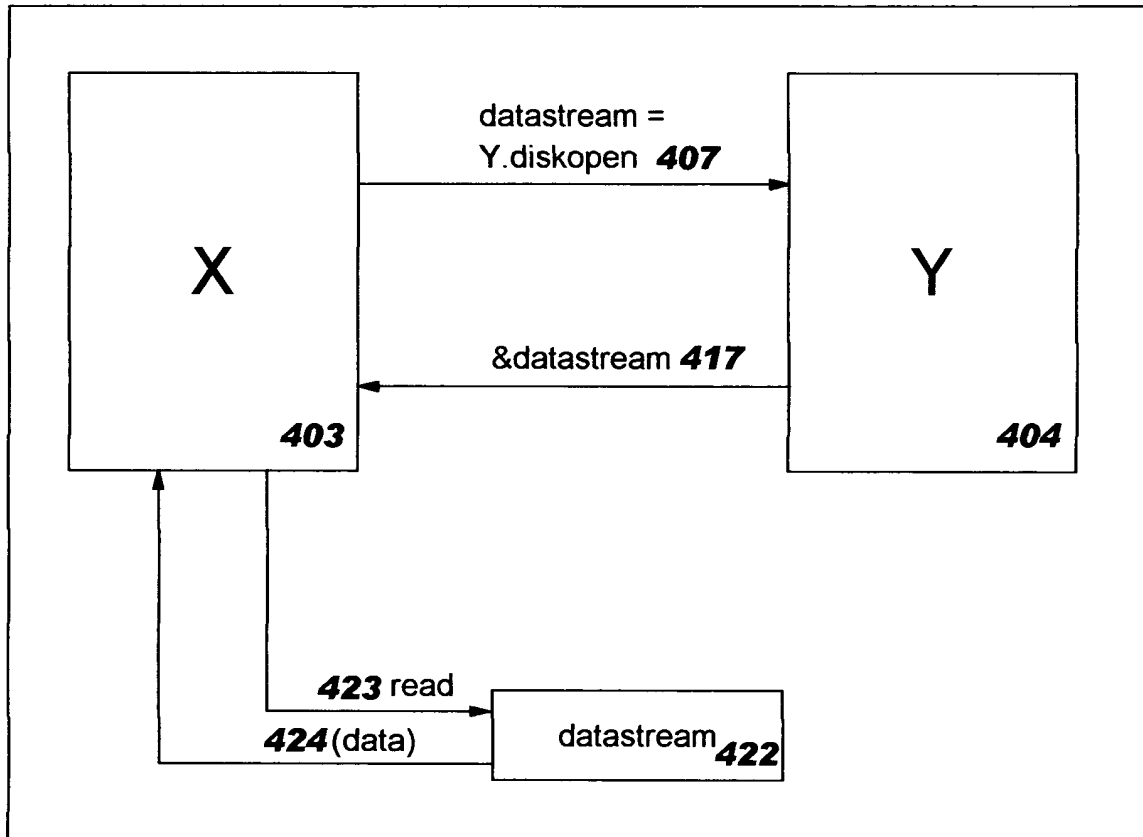 datastream =
Y.diskopen 407
X
Y
&datastream 417
403
404
423 read
424 (data)
datastream 422